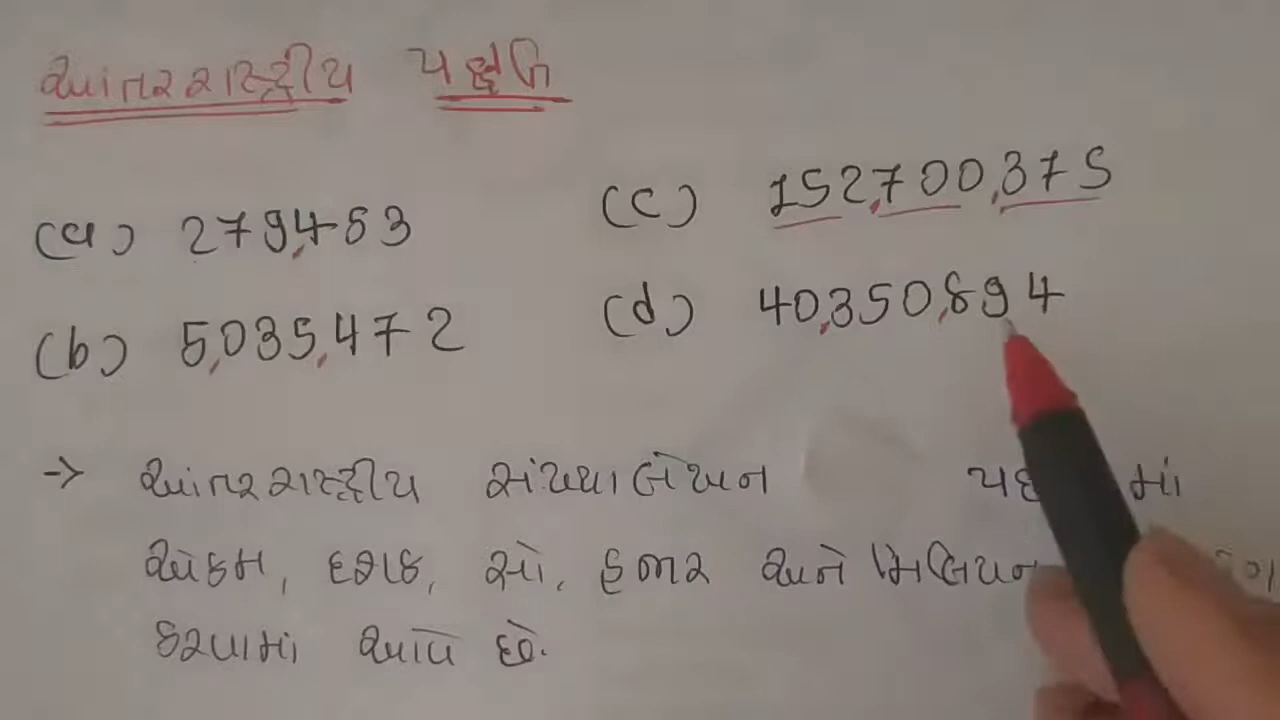 આંતરરાષ્ટ્રીય પદ્ધતિ
(a) 279,453
(b) 5,035,472
(c) 152,700,375
(d) 40,350,894
→ આંતરરાષ્ટ્રીય સંખ્યાલેખન માં
એકમ, દશક, સો, હજાર અને મિલિયન
કરવામાં આવે છે.